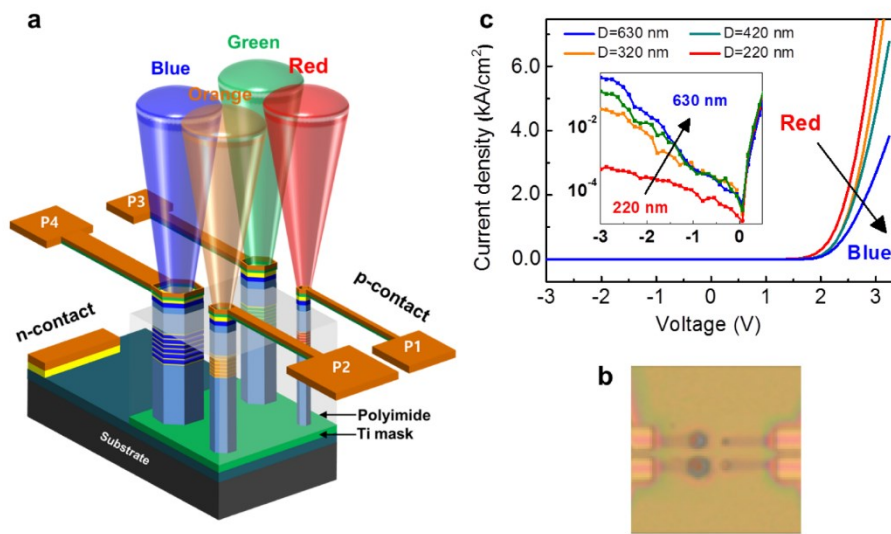 a
Blue
Green
Orange
Red
P4
P3
n-contact
p-contact
P2
P1
Polyimide
Ti mask
Substrate
c
D=630 nm D=420 nm
D=320 nm D=220 nm
630 nm
220 nm
10-2
10-4
-3 -2 -1 0
Red
Blue
Current density (kA/cm2)
6.0
4.0
2.0
0.0
-3 -2 -1 0 1 2 3
Voltage (V)
b